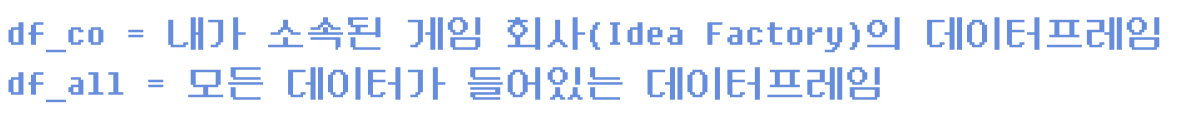 df_co = 내가 소속된 게임 회사(Idea Factory)의 데이터프레임
df_all = 모든 데이터가 들어있는 데이터프레임